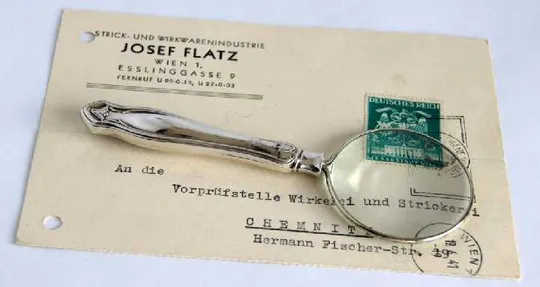 STRICK- UND WIRKWARENINDUSTRIE
JOSEF FLATZ
WIEN 1,
ESSLINGGASSE 9
DEUTSCHES REICH
An die
Vorprüfstelle Wirkerei und Strickerei
CHEMNIT
Hermann Fischer-Str.
WIEN